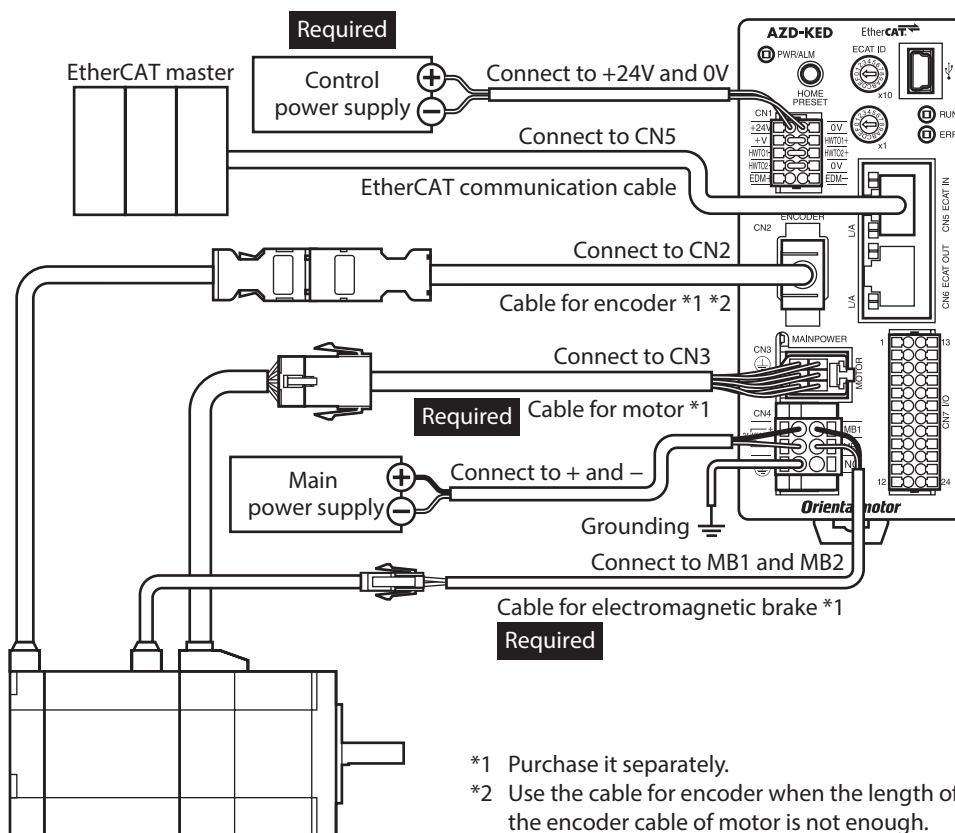 Required
AZD-KED
EtherCAT
PWR/ALM
ECAT ID
HOME
PRESET
x10
x1
RUN
ERR
EtherCAT master
Control
power supply
Connect to +24V and 0V
CN1
+24V
0V
+V
HWTO1+
HWTO1-
HWTO2+
HWTO2-
0V
EDM+
EDM-
Connect to CN5
EtherCAT communication cable
ENCODER
CN2
L/A
CN5 ECAT IN
L/A
CN6 ECAT OUT
Connect to CN2
Cable for encoder *1 *2
MAINPOWER
CN3
MOTOR
1
13
CN7 I/O
12
24
Connect to CN3
Required
Cable for motor *1
CN4
MB1
NC
Main
power supply
Connect to + and −
Orientalmotor
Grounding
Connect to MB1 and MB2
Cable for electromagnetic brake *1
Required
*1 Purchase it separately.
*2 Use the cable for encoder when the length of
the encoder cable of motor is not enough.